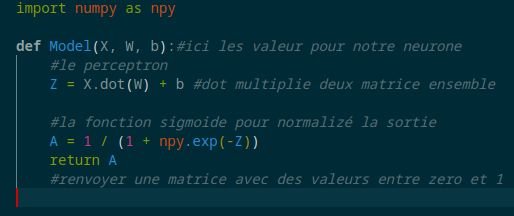 import numpy as npy
def Model(X, W, b):#ici les valeur pour notre neurone
#le perceptron
Z = X.dot(W) + b #dot multiplie deux matrice ensemble
#la fonction sigmoide pour normalizé la sortie
A = 1 / (1 + npy.exp(-Z))
return A
#renvoyer une matrice avec des valeurs entre zero et 1